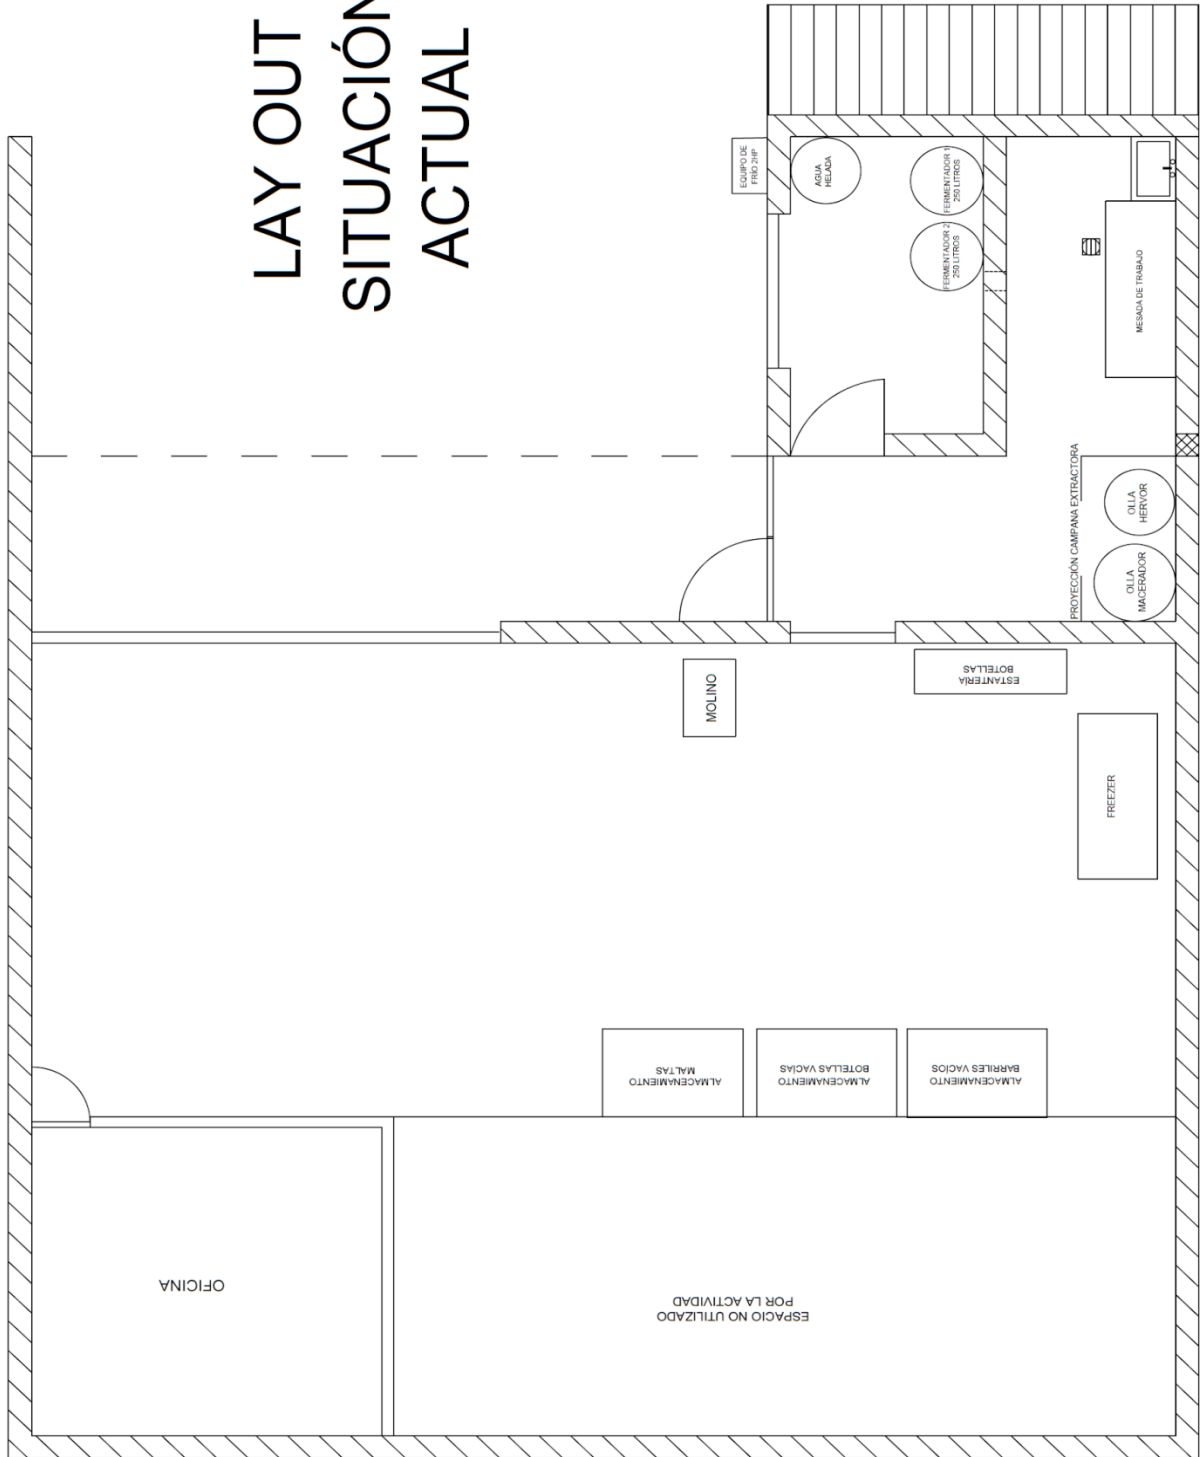 LAY OUT
SITUACIÓN
ACTUAL
EQUIPO DE
FRÍO 2HP
AGUA
HELADA
FERMENTADOR 1
250 LITROS
FERMENTADOR 2
250 LITROS
MESADA DE TRABAJO
PROYECCIÓN CAMPANA EXTRACTORA
OLLA
HERVOR
OLLA
MACERADOR
MOLINO
ESTANTERÍA
BOTELLAS
FREEZER
ALMACENAMIENTO
MALTAS
ALMACENAMIENTO
BOTELLAS VACÍAS
ALMACENAMIENTO
BARRILES VACÍOS
OFICINA
ESPACIO NO UTILIZADO
POR LA ACTIVIDAD